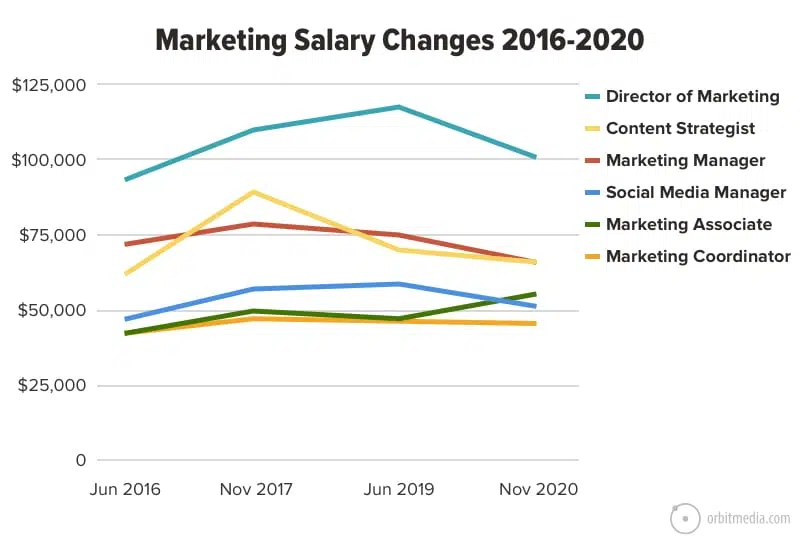 Marketing Salary Changes 2016-2020
$125,000
$100,000
$75,000
$50,000
$25,000
0
Jun 2016
Nov 2017
Jun 2019
Nov 2020
Director of Marketing
Content Strategist
Marketing Manager
Social Media Manager
Marketing Associate
Marketing Coordinator
orbitmedia.com